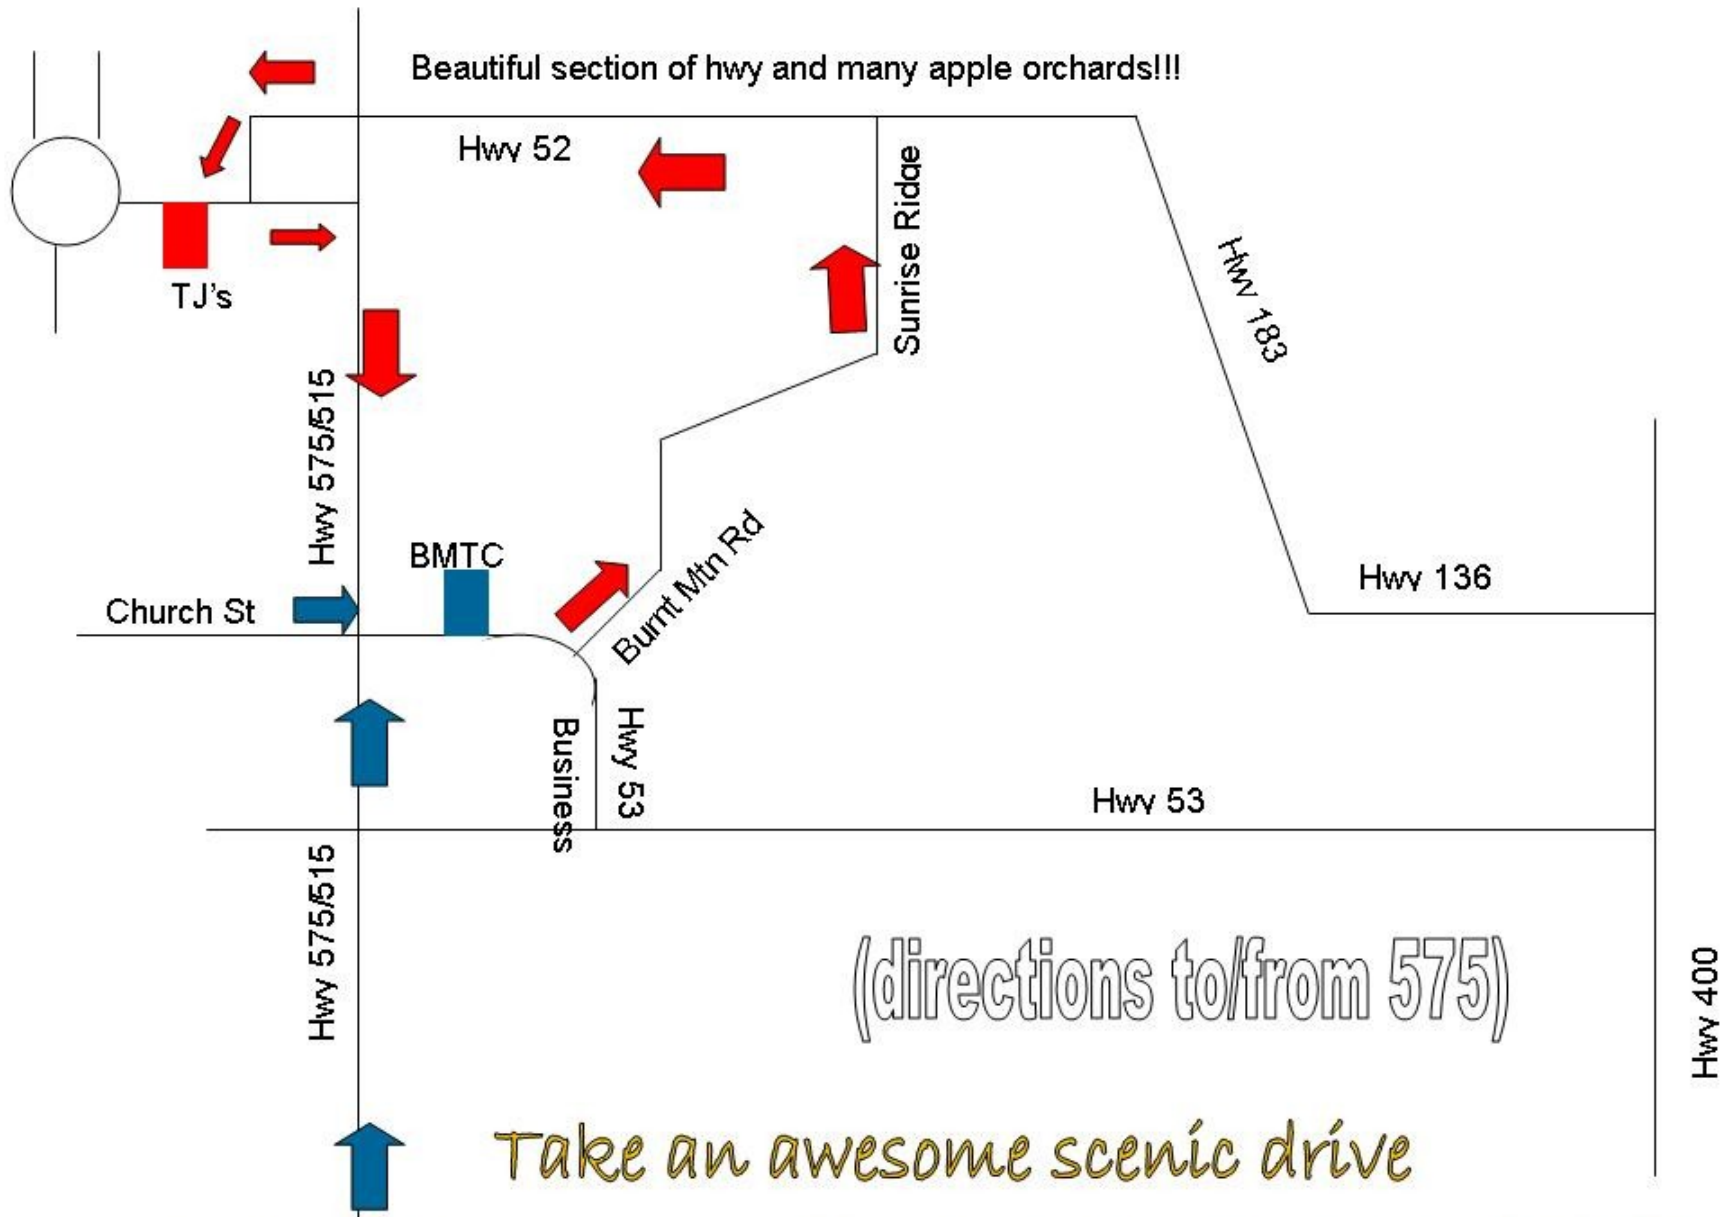 Beautiful section of hwy and many apple orchards!!!
Hwy 52
Sunrise Ridge
Hwy 183
TJ's
Hwy 575/515
BMTC
Church St
Burnt Mtn Rd
Hwy 136
Business
Hwy 53
Hwy 53
Hwy 575/515
(directions to/from 575)
Hwy 400
Take an awesome scenic drive